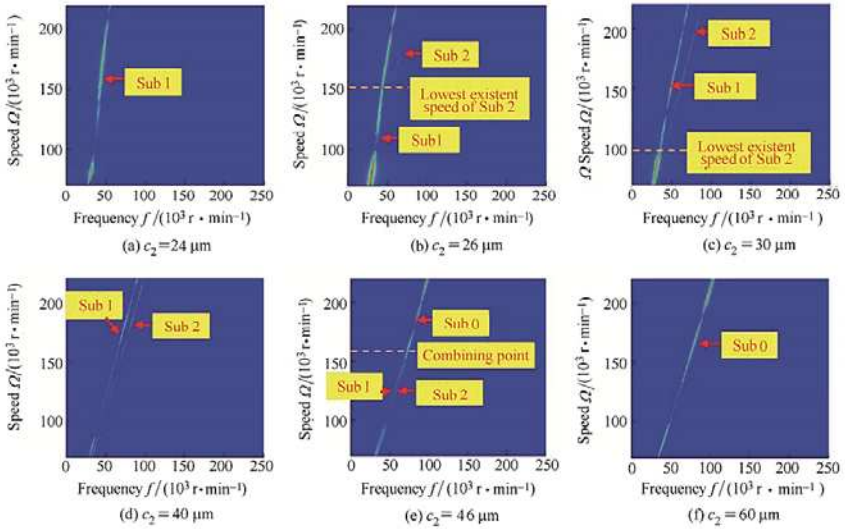 Speed Ω/(10³ r • min⁻¹)
200
150
100
Sub 1
0 50 100 150 200 250
Frequency f/(10³ r • min⁻¹)
(a) c₂=24 μm
Speed Ω/(10³ r • min⁻¹)
200
150
100
Sub 2
Lowest existent
speed of Sub 2
Sub1
0 50 100 150 200 250
Frequency f/(10³ r • min⁻¹)
(b) c₂=26 μm
Ω Speed Ω/(10³ r • min⁻¹)
200
150
100
Sub 2
Sub 1
Lowest existent
speed of Sub 2
0 50 100 150 200 250
Frequency f/(10³ r • min⁻¹ )
(c) c₂=30 μm
Speed Ω/(10³ r•min⁻¹)
200
150
100
Sub 1
Sub 2
0 50 100 150 200 250
Frequency f/(10³ r•min⁻¹)
(d) c₂=40 μm
Speed Ω/(10³ r•min⁻¹)
200
150
100
Sub 0
Combining point
Sub 1
Sub 2
0 50 100 150 200 250
Frequency f/(10³ r•min⁻¹)
(e) c₂=46 μm
Speed Ω/(10³ r•min⁻¹)
200
150
100
Sub 0
0 50 100 150 200 250
Frequency f/(10³ r•min⁻¹)
(f) c₂=60 μm